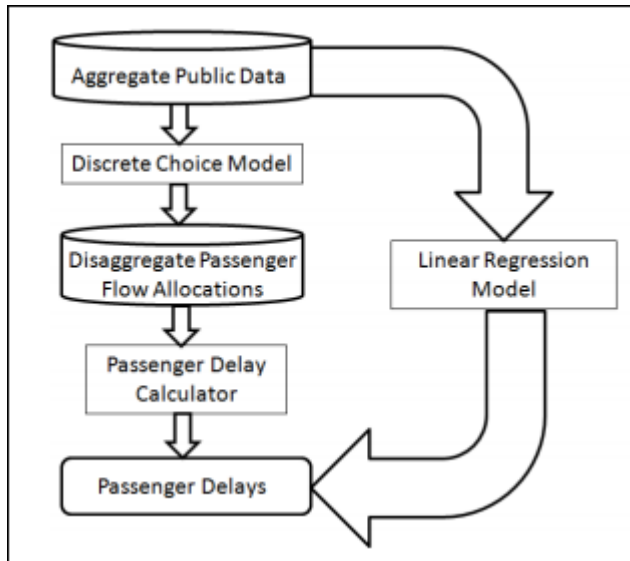 Aggregate Public Data
Discrete Choice Model
Disaggregate Passenger
Flow Allocations
Passenger Delay
Calculator
Passenger Delays
Linear Regression
Model